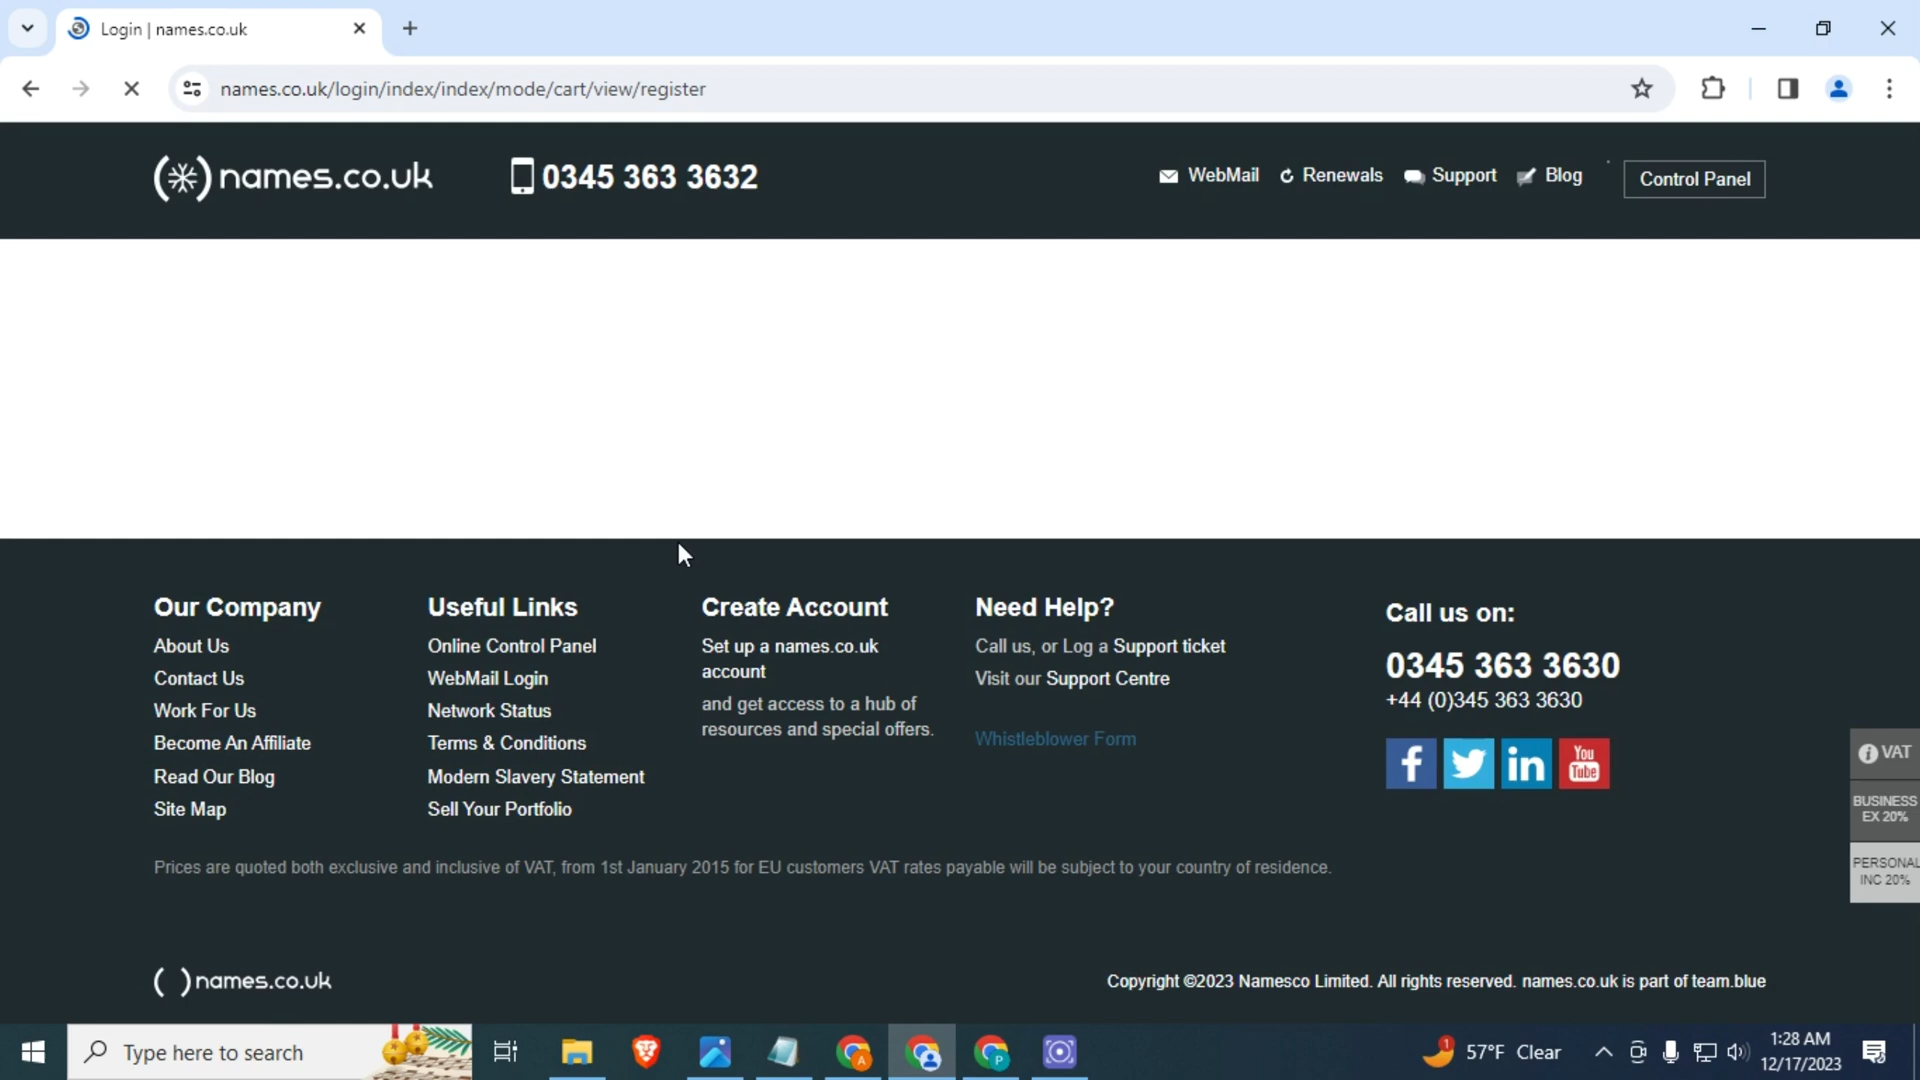 Login | names.co.uk
names.co.uk/login/index/index/mode/cart/view/register
names.co.uk
0345 363 3632
WebMail
Renewals
Support
Blog
Control Panel
Our Company
About Us
Contact Us
Work For Us
Become An Affiliate
Read Our Blog
Site Map
Useful Links
Online Control Panel
WebMail Login
Network Status
Terms & Conditions
Modern Slavery Statement
Sell Your Portfolio
Create Account
Set up a names.co.uk
account
and get access to a hub of
resources and special offers.
Need Help?
Call us, or Log a Support ticket
Visit our Support Centre
Whistleblower Form
Call us on:
0345 363 3630
+44 (0)345 363 3630
You
Tube
VAT
BUSINESS
EX 20%
PERSONAL
INC 20%
Prices are quoted both exclusive and inclusive of VAT, from 1st January 2015 for EU customers VAT rates payable will be subject to your country of residence.
names.co.uk
Copyright ©2023 Namesco Limited. All rights reserved. names.co.uk is part of team.blue
Type here to search
A
P
1
57°F Clear
1:28 AM
12/17/2023